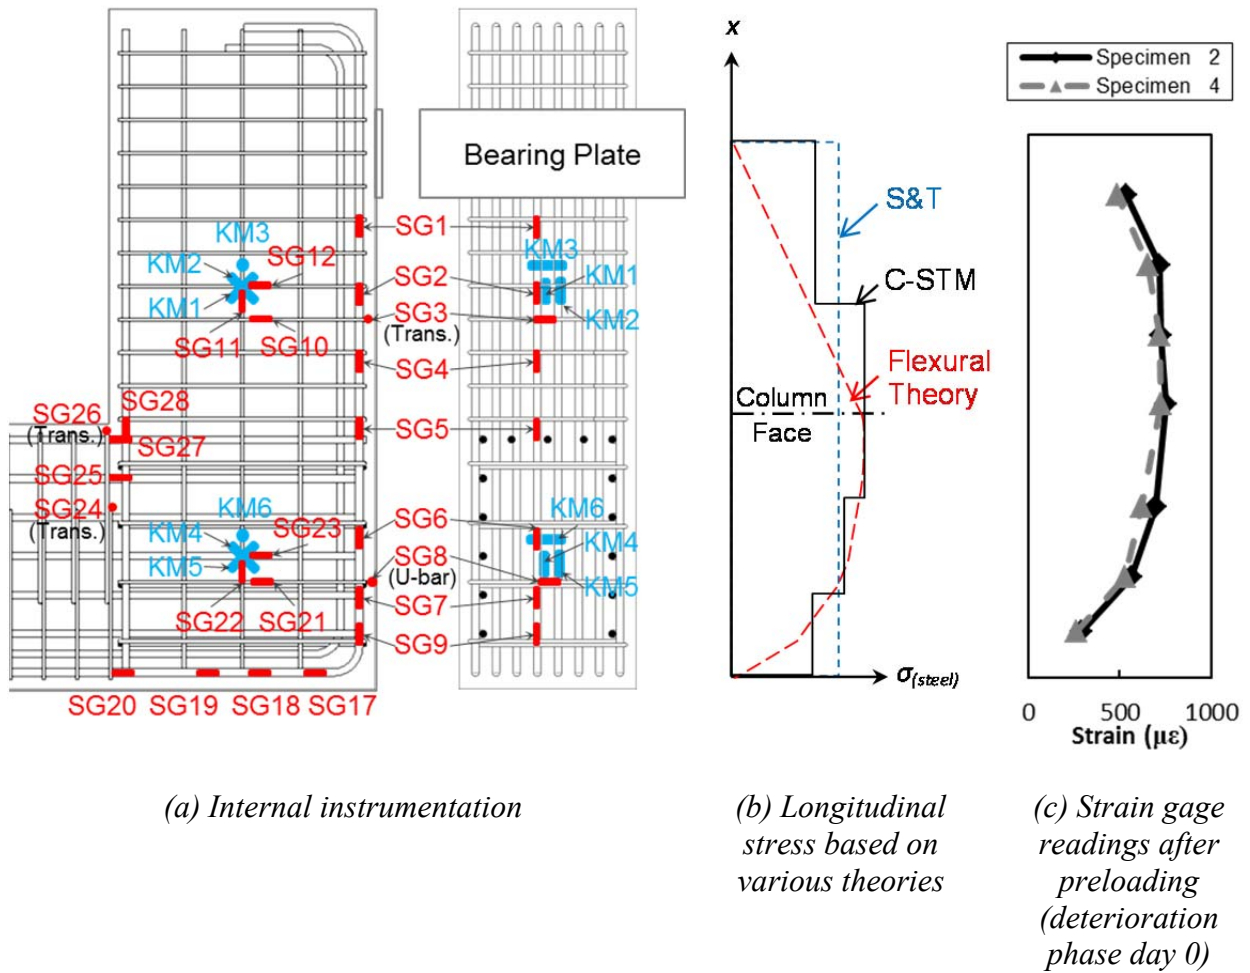 Bearing Plate
KM3
SG12
KM2
KM1
SG11
SG10
SG28
SG26
(Trans.)
SG27
SG25
SG24
(Trans.)
KM6
SG23
KM4
KM5
SG22
SG21
SG20
SG19
SG18
SG17
SG1
SG2
SG3
(Trans.)
SG4
SG5
SG6
SG8
(U-bar)
SG7
SG9
KM3
KM1
KM2
KM6
KM4
KM5
(a) Internal instrumentation
x
S&T
C-STM
Flexural
Theory
Column
Face
σ(steel)
(b) Longitudinal
stress based on
various theories
Specimen 2
Specimen 4
0 500 1000
Strain (με)
(c) Strain gage
readings after
preloading
(deterioration
phase day 0)